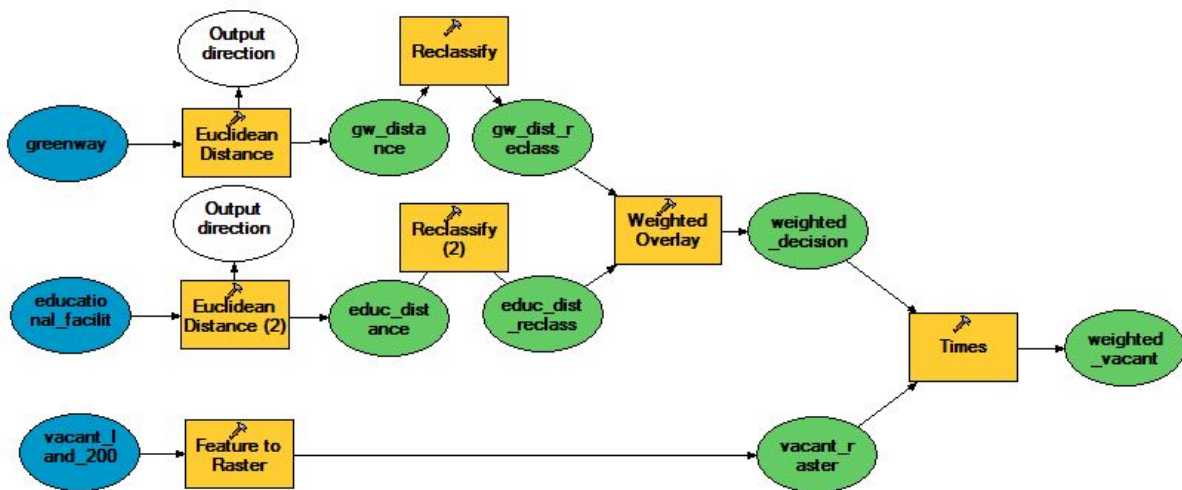 Output
direction
Reclassify
greenway
Euclidean
Distance
gw_dista
nce
gw_dist_r
eclass
Output
direction
Reclassify
(2)
Weighted
Overlay
weighted
_decision
educatio
nal_facilit
Euclidean
Distance (2)
educ_dist
ance
educ_dist
_reclass
Times
weighted
_vacant
vacant_l
and_200
Feature to
Raster
vacant_r
aster